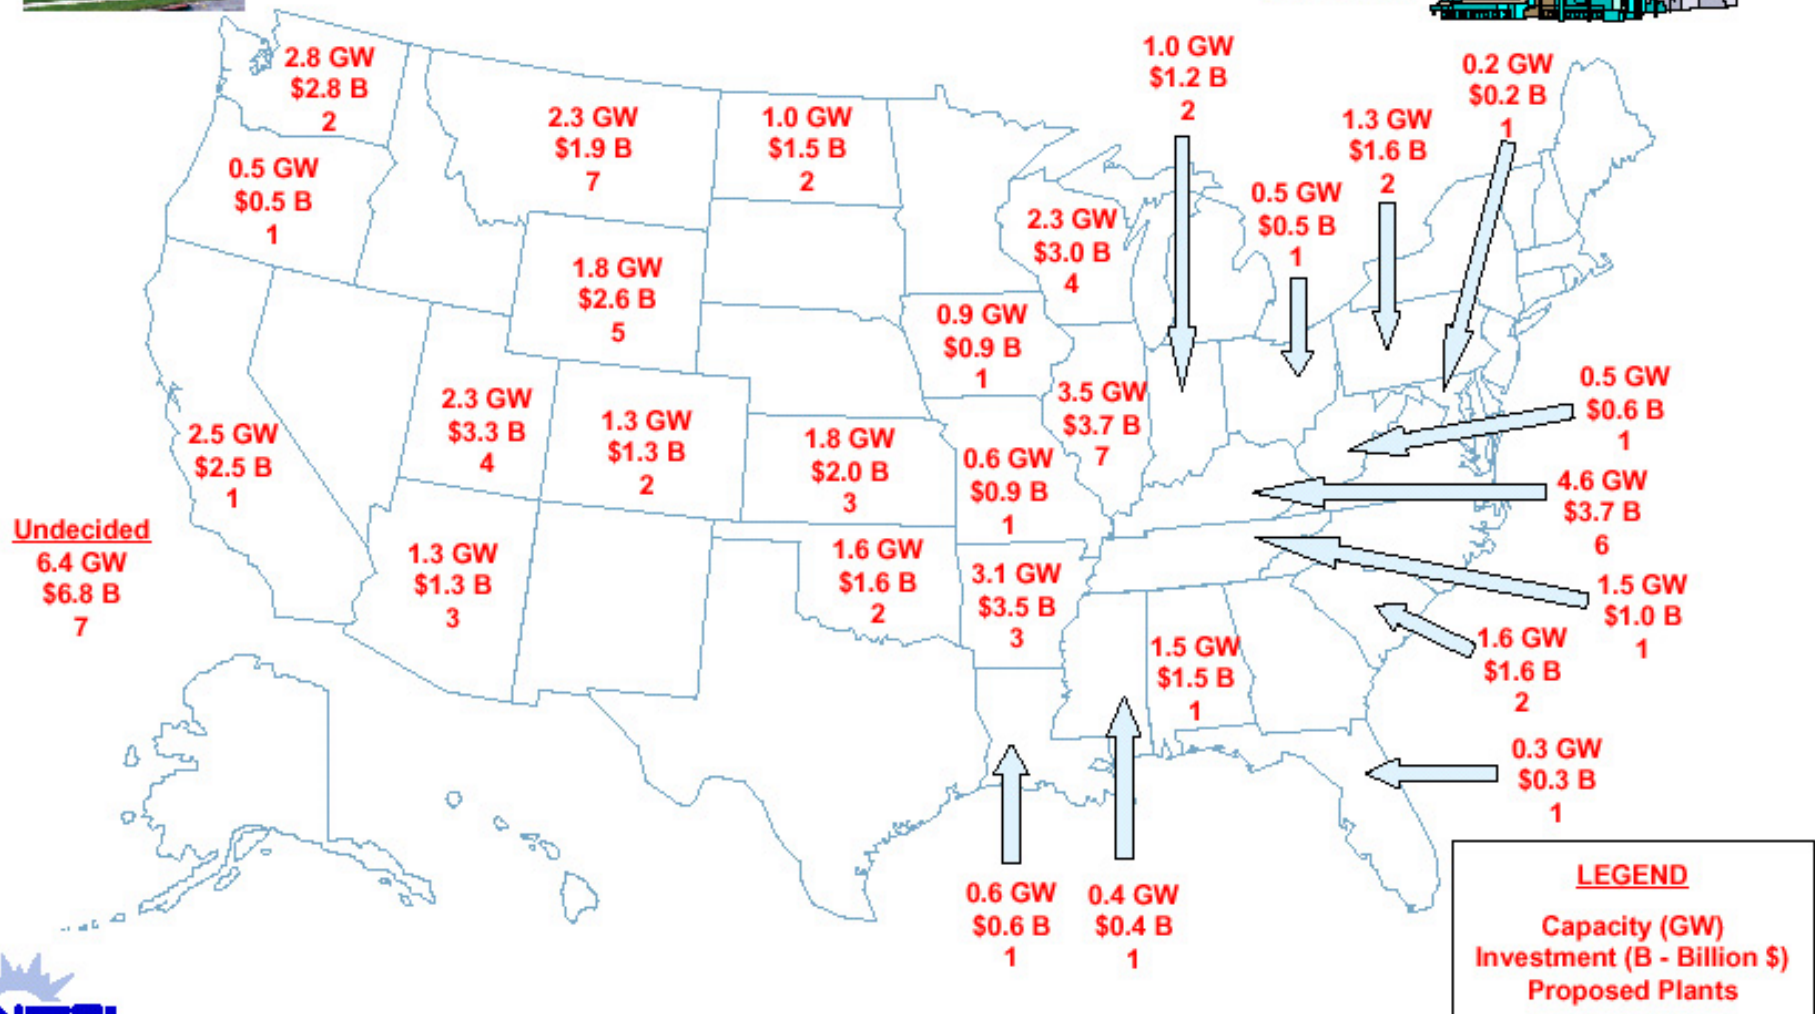 2.8 GW
$2.8 B
2
0.5 GW
$0.5 B
1
2.3 GW
$1.9 B
7
1.0 GW
$1.5 B
2
1.0 GW
$1.2 B
2
0.2 GW
$0.2 B
1
1.3 GW
$1.6 B
2
0.5 GW
$0.5 B
1
2.3 GW
$3.0 B
4
1.8 GW
$2.6 B
5
0.9 GW
$0.9 B
1
3.5 GW
$3.7 B
7
0.5 GW
$0.6 B
1
2.5 GW
$2.5 B
1
2.3 GW
$3.3 B
4
1.3 GW
$1.3 B
2
1.8 GW
$2.0 B
3
0.6 GW
$0.9 B
1
4.6 GW
$3.7 B
6
Undecided
6.4 GW
$6.8 B
7
1.3 GW
$1.3 B
3
1.6 GW
$1.6 B
2
3.1 GW
$3.5 B
3
1.5 GW
$1.0 B
1
1.5 GW
$1.5 B
1
1.6 GW
$1.6 B
2
0.3 GW
$0.3 B
1
0.6 GW
$0.6 B
1
0.4 GW
$0.4 B
1
LEGEND
Capacity (GW)
Investment (B - Billion $)
Proposed Plants